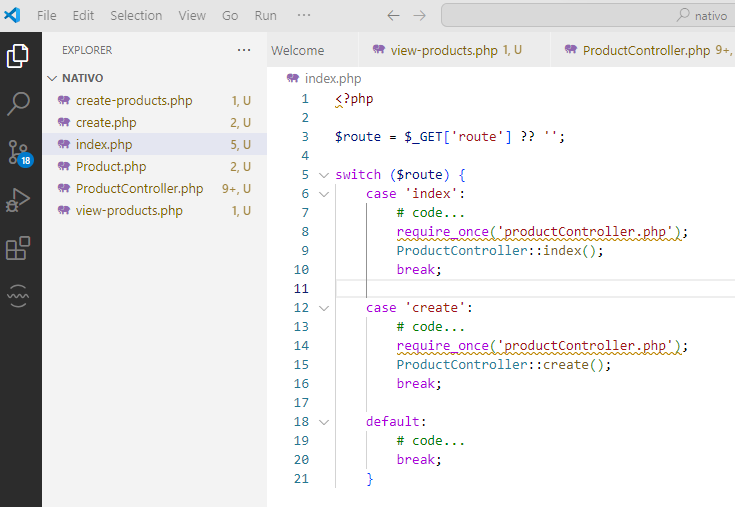 File Edit Selection View Go Run ··· ← → nativo
EXPLORER ···
NATIVO
create-products.php 1, U
create.php 2, U
index.php 5, U
Product.php 2, U
ProductController.php 9+, U
view-products.php 1, U
18
Welcome view-products.php 1, U ProductController.php 9+,
index.php
1 <?php
2
3 $route = $_GET['route'] ?? '';
4
5 switch ($route) {
6 case 'index':
7 # code...
8 require_once('productController.php');
9 ProductController::index();
10 break;
11
12 case 'create':
13 # code...
14 require_once('productController.php');
15 ProductController::create();
16 break;
17
18 default:
19 # code...
20 break;
21 }